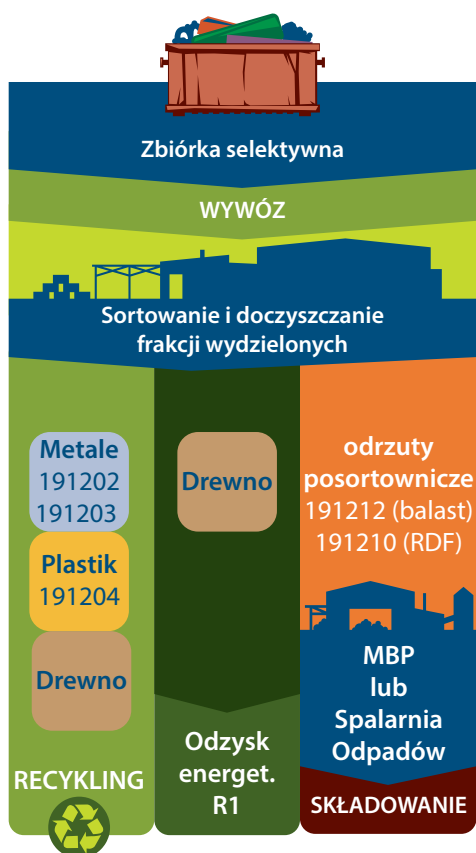 Zbiórka selektywna
WYWÓZ
Sortowanie i doczyszczanie
frakcji wydzielonych
Metale
191202
191203
Plastik
191204
Drewno
RECYKLING
Drewno
Odzysk
energet.
R1
odrzuty
posortownicze
191212 (balast)
191210 (RDF)
MBP
lub
Spalarnia
Odpadów
SKŁADOWANIE